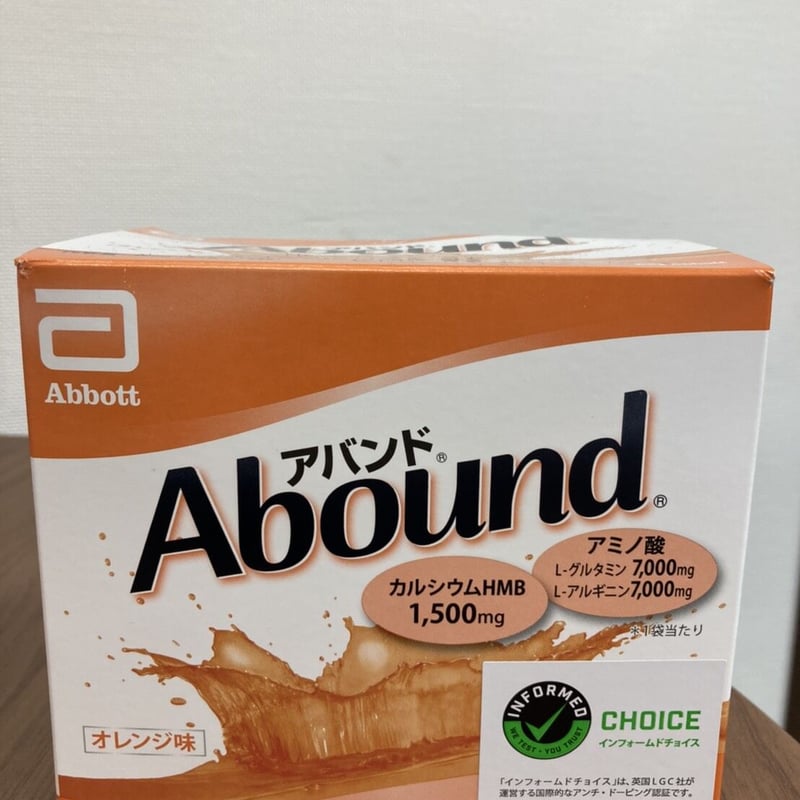 Abbott
アバンド®
Abound®
カルシウムHMB
1,500mg
アミノ酸
L-グルタミン 7,000mg
L-アルギニン7,000mg
*1袋当たり
オレンジ味
INFORMED
WE TEST • YOU TRUST
CHOICE
インフォームドチョイス
「インフォームドチョイス」は、英国LGC社が
運営する国際的なアンチ・ドーピング認証です。